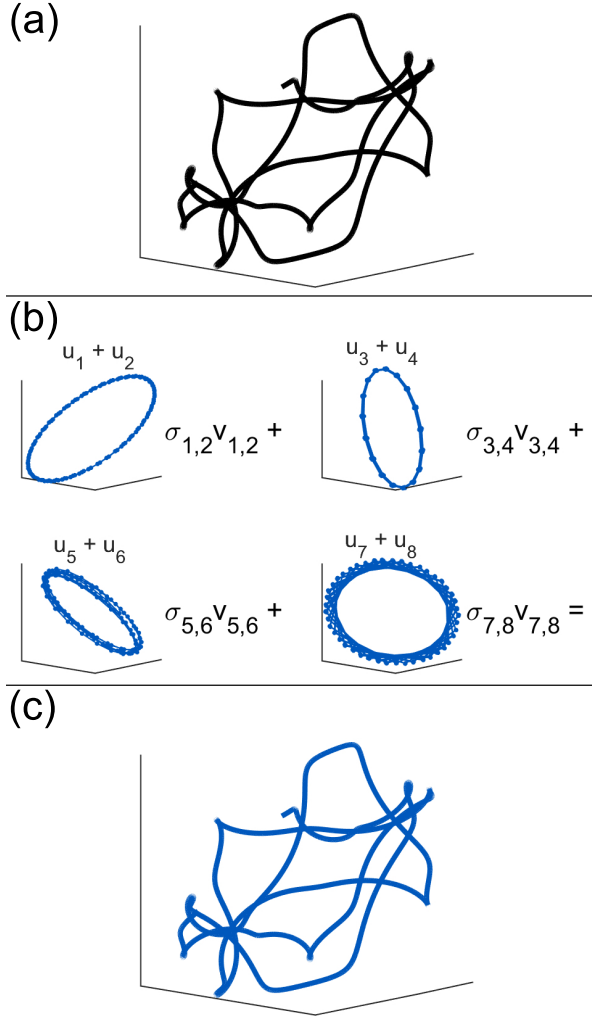 (a)
(b)
u1 + u2
σ1,2v1,2 +
u3 + u4
σ3,4v3,4 +
u5 + u6
σ5,6v5,6 +
u7 + u8
σ7,8v7,8 =
(c)